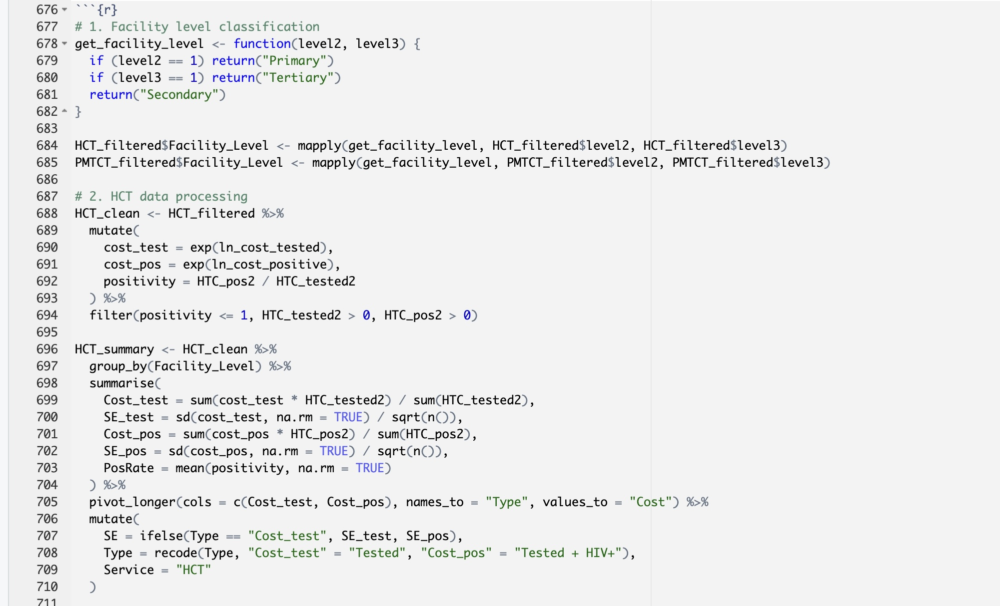 676 ```{r}
677 # 1. Facility level classification
678 get_facility_level <- function(level2, level3) {
679   if (level2 == 1) return("Primary")
680   if (level3 == 1) return("Tertiary")
681   return("Secondary")
682 }
683
684 HCT_filtered$Facility_Level <- mapply(get_facility_level, HCT_filtered$level2, HCT_filtered$level3)
685 PMTCT_filtered$Facility_Level <- mapply(get_facility_level, PMTCT_filtered$level2, PMTCT_filtered$level3)
686
687 # 2. HCT data processing
688 HCT_clean <- HCT_filtered %>%
689   mutate(
690     cost_test = exp(ln_cost_tested),
691     cost_pos = exp(ln_cost_positive),
692     positivity = HTC_pos2 / HTC_tested2
693   ) %>%
694   filter(positivity <= 1, HTC_tested2 > 0, HTC_pos2 > 0)
695
696 HCT_summary <- HCT_clean %>%
697   group_by(Facility_Level) %>%
698   summarise(
699     Cost_test = sum(cost_test * HTC_tested2) / sum(HTC_tested2),
700     SE_test = sd(cost_test, na.rm = TRUE) / sqrt(n()),
701     Cost_pos = sum(cost_pos * HTC_pos2) / sum(HTC_pos2),
702     SE_pos = sd(cost_pos, na.rm = TRUE) / sqrt(n()),
703     PosRate = mean(positivity, na.rm = TRUE)
704   ) %>%
705   pivot_longer(cols = c(Cost_test, Cost_pos), names_to = "Type", values_to = "Cost") %>%
706   mutate(
707     SE = ifelse(Type == "Cost_test", SE_test, SE_pos),
708     Type = recode(Type, "Cost_test" = "Tested", "Cost_pos" = "Tested + HIV+"),
709     Service = "HCT"
710   )
711